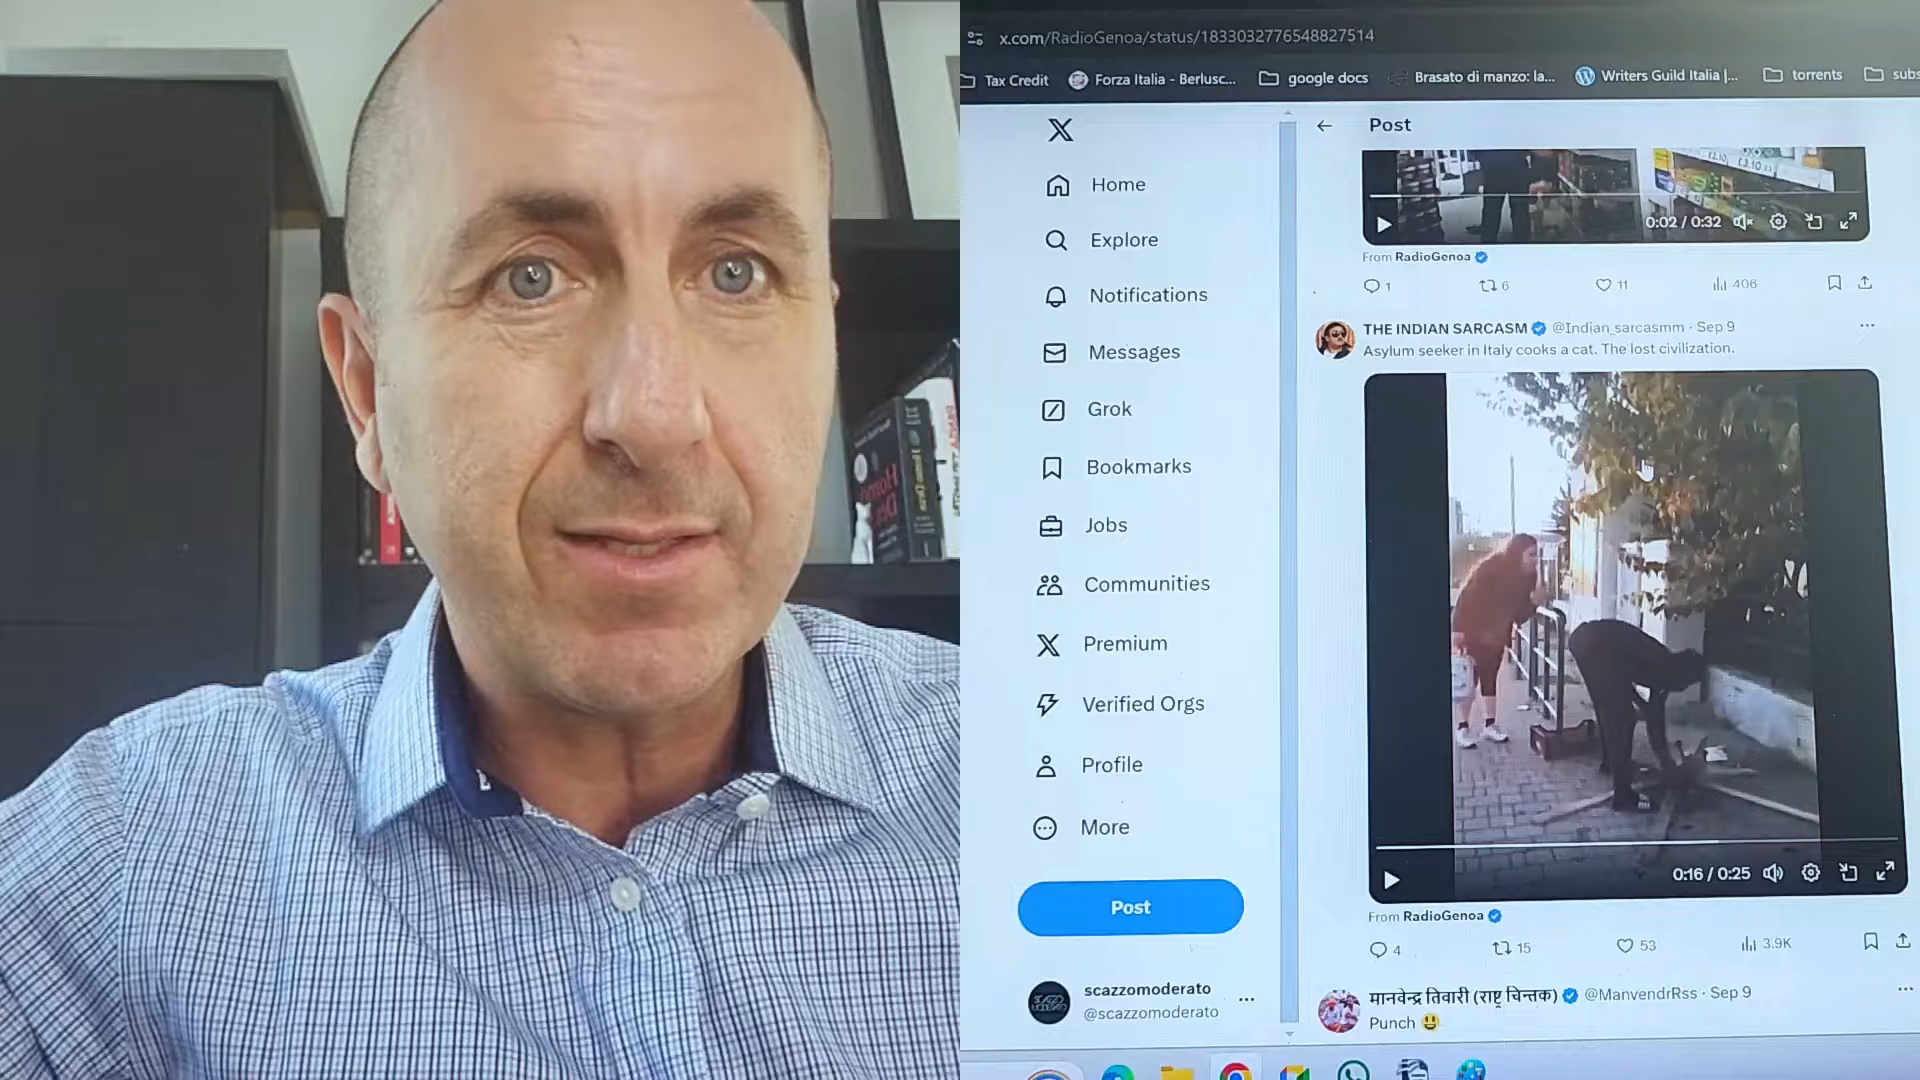 x.com/RadioGenoa/status/1833032776548827514
Tax Credit
Forza Italia - Berlusc...
google docs
Brasato di manzo: la...
Writers Guild Italia |...
torrents
subs
Post
Home
Explore
Notifications
Messages
Grok
Bookmarks
Jobs
Communities
Premium
Verified Orgs
Profile
More
Post
scazzomoderato
@scazzomoderato
£3.10
0:02 / 0:32
From RadioGenoa
1
6
11
406
THE INDIAN SARCASM @Indian_sarcasmm · Sep 9
Asylum seeker in Italy cooks a cat. The lost civilization.
0:16 / 0:25
From RadioGenoa
4
15
53
3.9K
मानवेन्द्र तिवारी (राष्ट्र चिन्तक) @ManvendrRss · Sep 9
Punch 😃